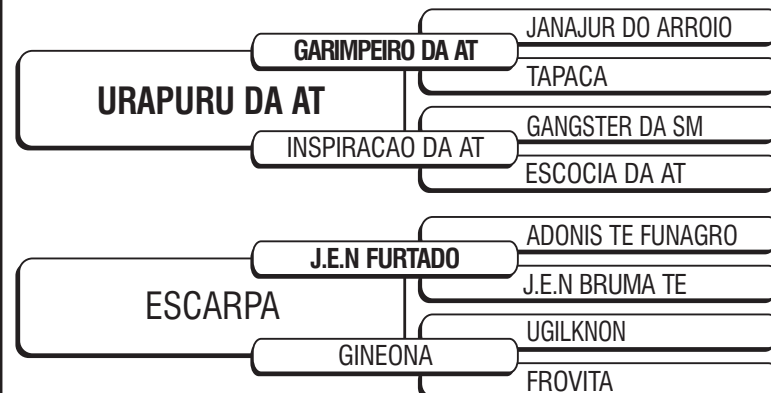 JANAJUR DO ARROIO
GARIMPEIRO DA AT
TAPACA
URAPURU DA AT
GANGSTER DA SM
INSPIRACAO DA AT
ESCOCIA DA AT
ADONIS TE FUNAGRO
J.E.N FURTADO
J.E.N BRUMA TE
ESCARPA
UGILKNON
GINEONA
FROVITA